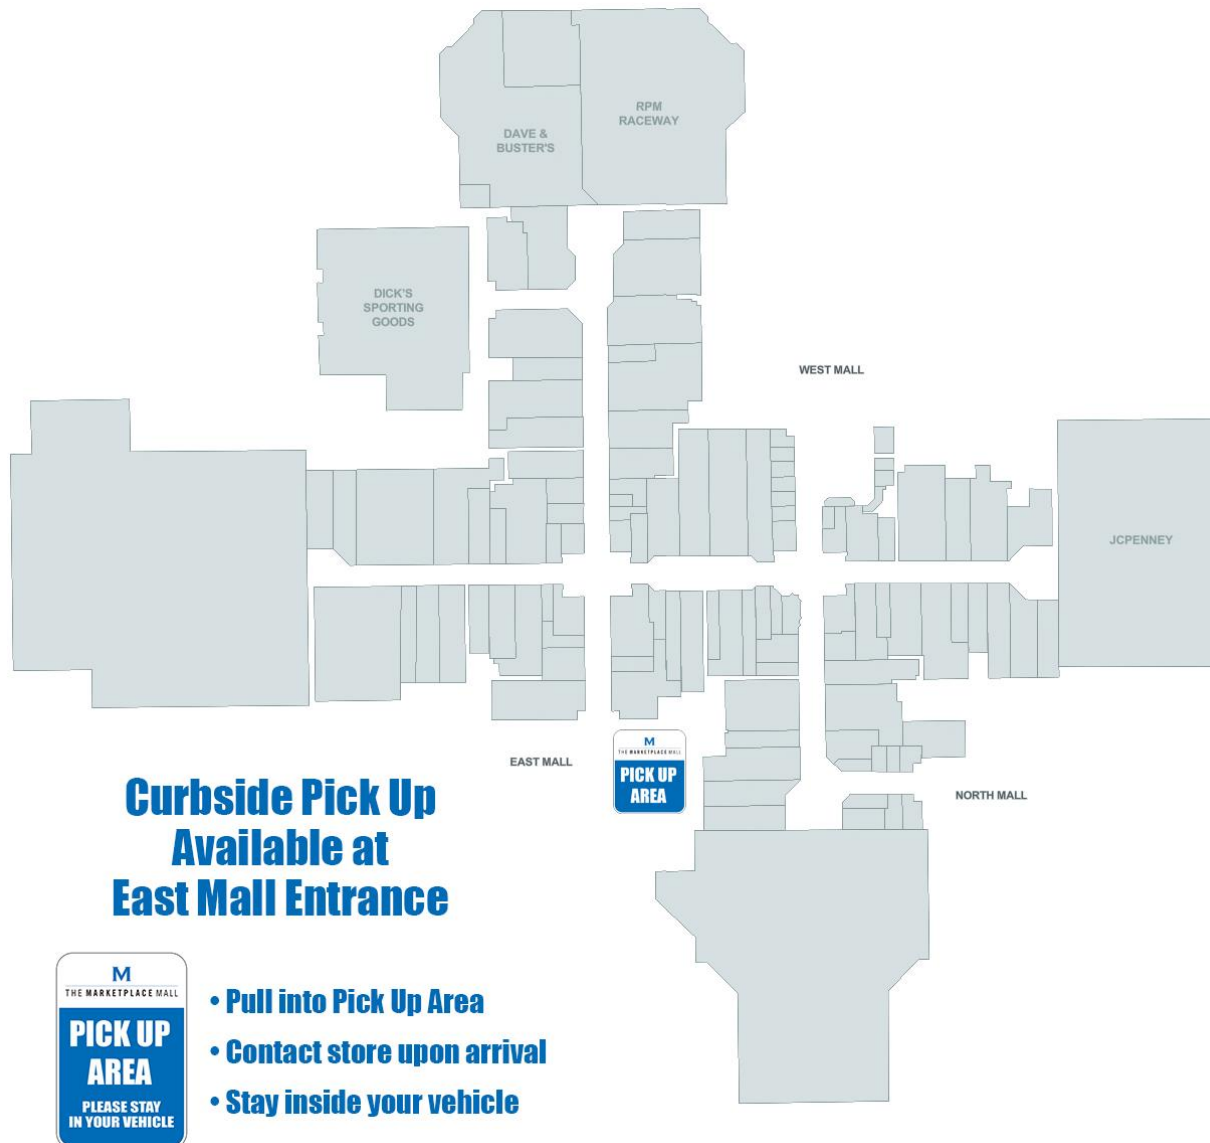 RPM
RACEWAY
DAVE &
BUSTER'S
DICK'S
SPORTING
GOODS
WEST MALL
JCPENNEY
EAST MALL
M
THE MARKETPLACE MALL
PICK UP
AREA
NORTH MALL
Curbside Pick Up
Available at
East Mall Entrance
M
THE MARKETPLACE MALL
PICK UP
AREA
PLEASE STAY
IN YOUR VEHICLE
• Pull into Pick Up Area
• Contact store upon arrival
• Stay inside your vehicle